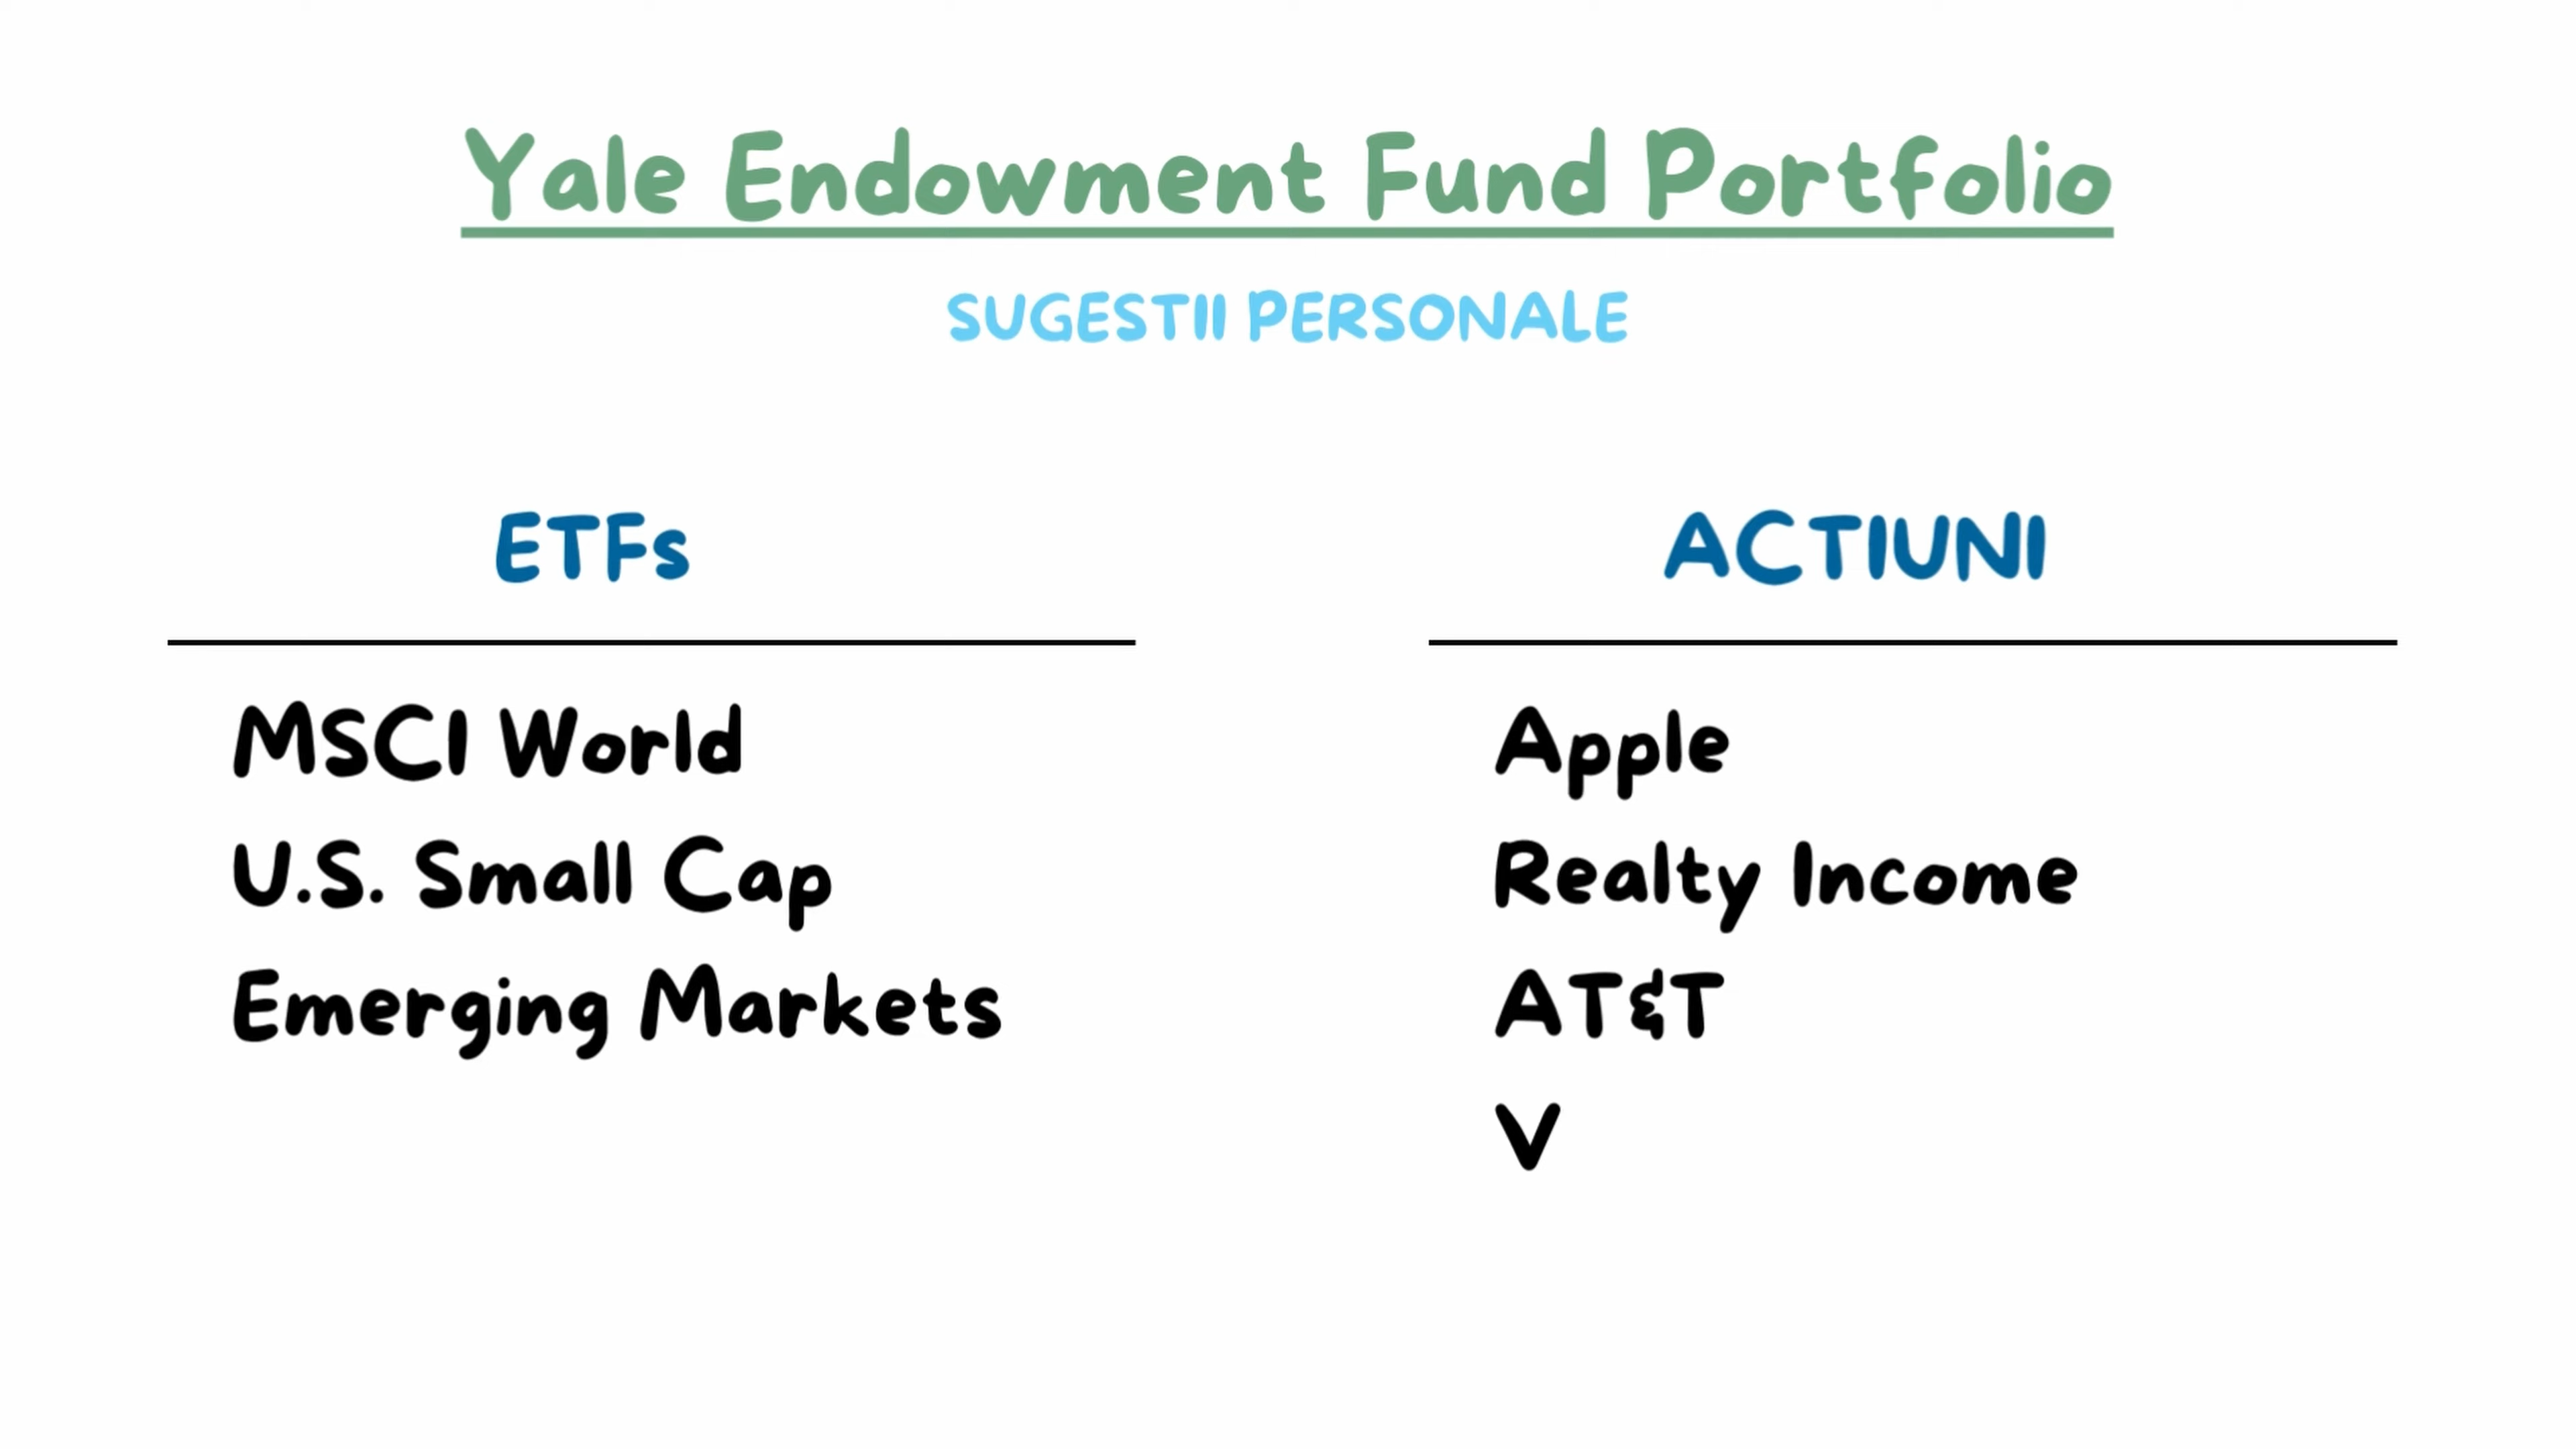 Yale Endowment Fund Portfolio
SUGESTII PERSONALE
ETFs
MSCI World
U.S. Small Cap
Emerging Markets
ACTIUNI
Apple
Realty Income
AT&T
V